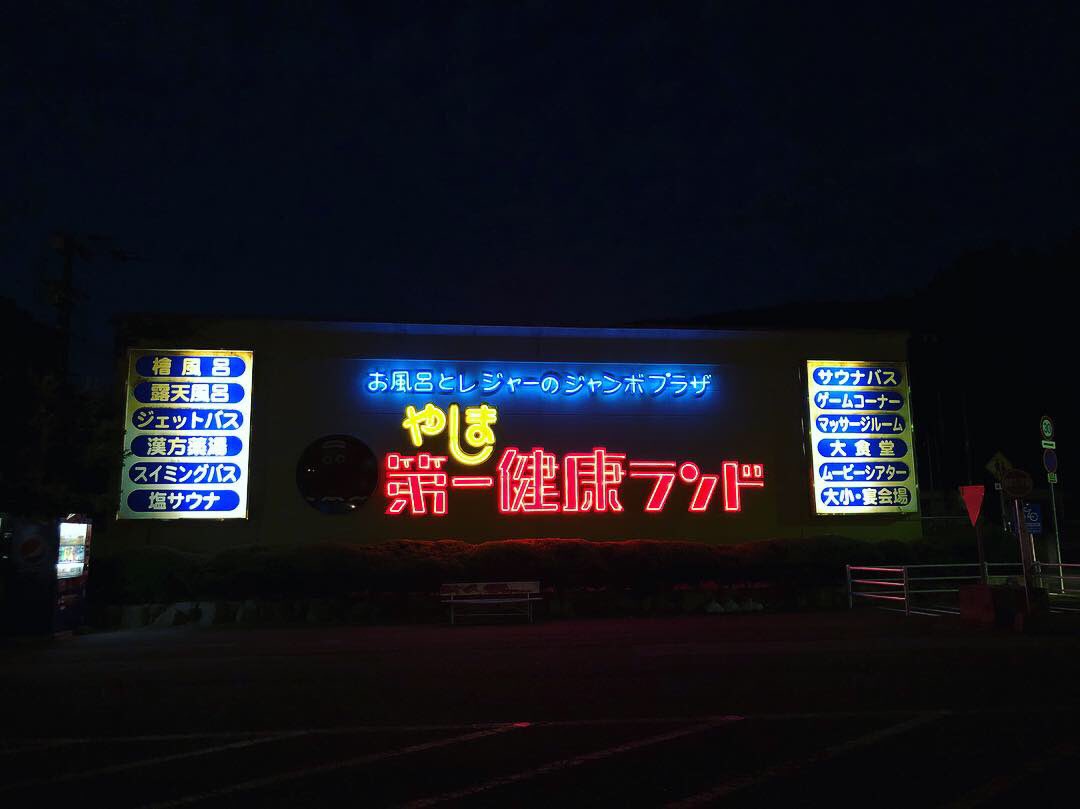 檜風呂
露天風呂
ジェットバス
漢方薬湯
スイミングバス
塩サウナ
お風呂とレジャーのジャンボプラザ
やしま
第一健康ランド
サウナバス
ゲームコーナー
マッサージルーム
大食堂
ムービーシアター
大小・宴会場